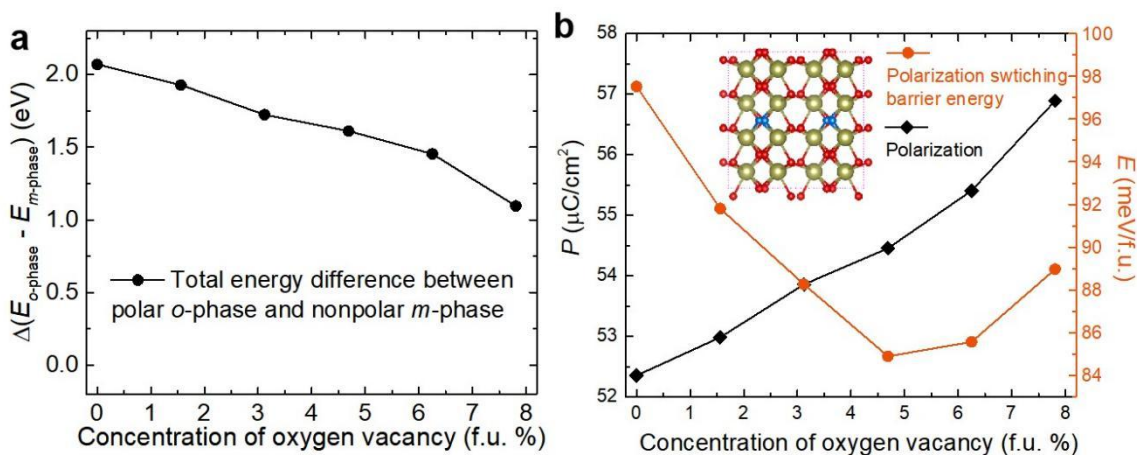 a
Δ(E o-phase - E m-phase) (eV)
2.0
1.5
1.0
0.5
0.0
Total energy difference between
polar o-phase and nonpolar m-phase
0 1 2 3 4 5 6 7 8
Concentration of oxygen vacancy (f.u. %)
b
P (μC/cm²)
58
57
56
55
54
53
52
Polarization swtiching
barrier energy
Polarization
100
98
96
94
92
90
88
86
84
E (meV/f.u.)
0 1 2 3 4 5 6 7 8
Concentration of oxygen vacancy (f.u. %)